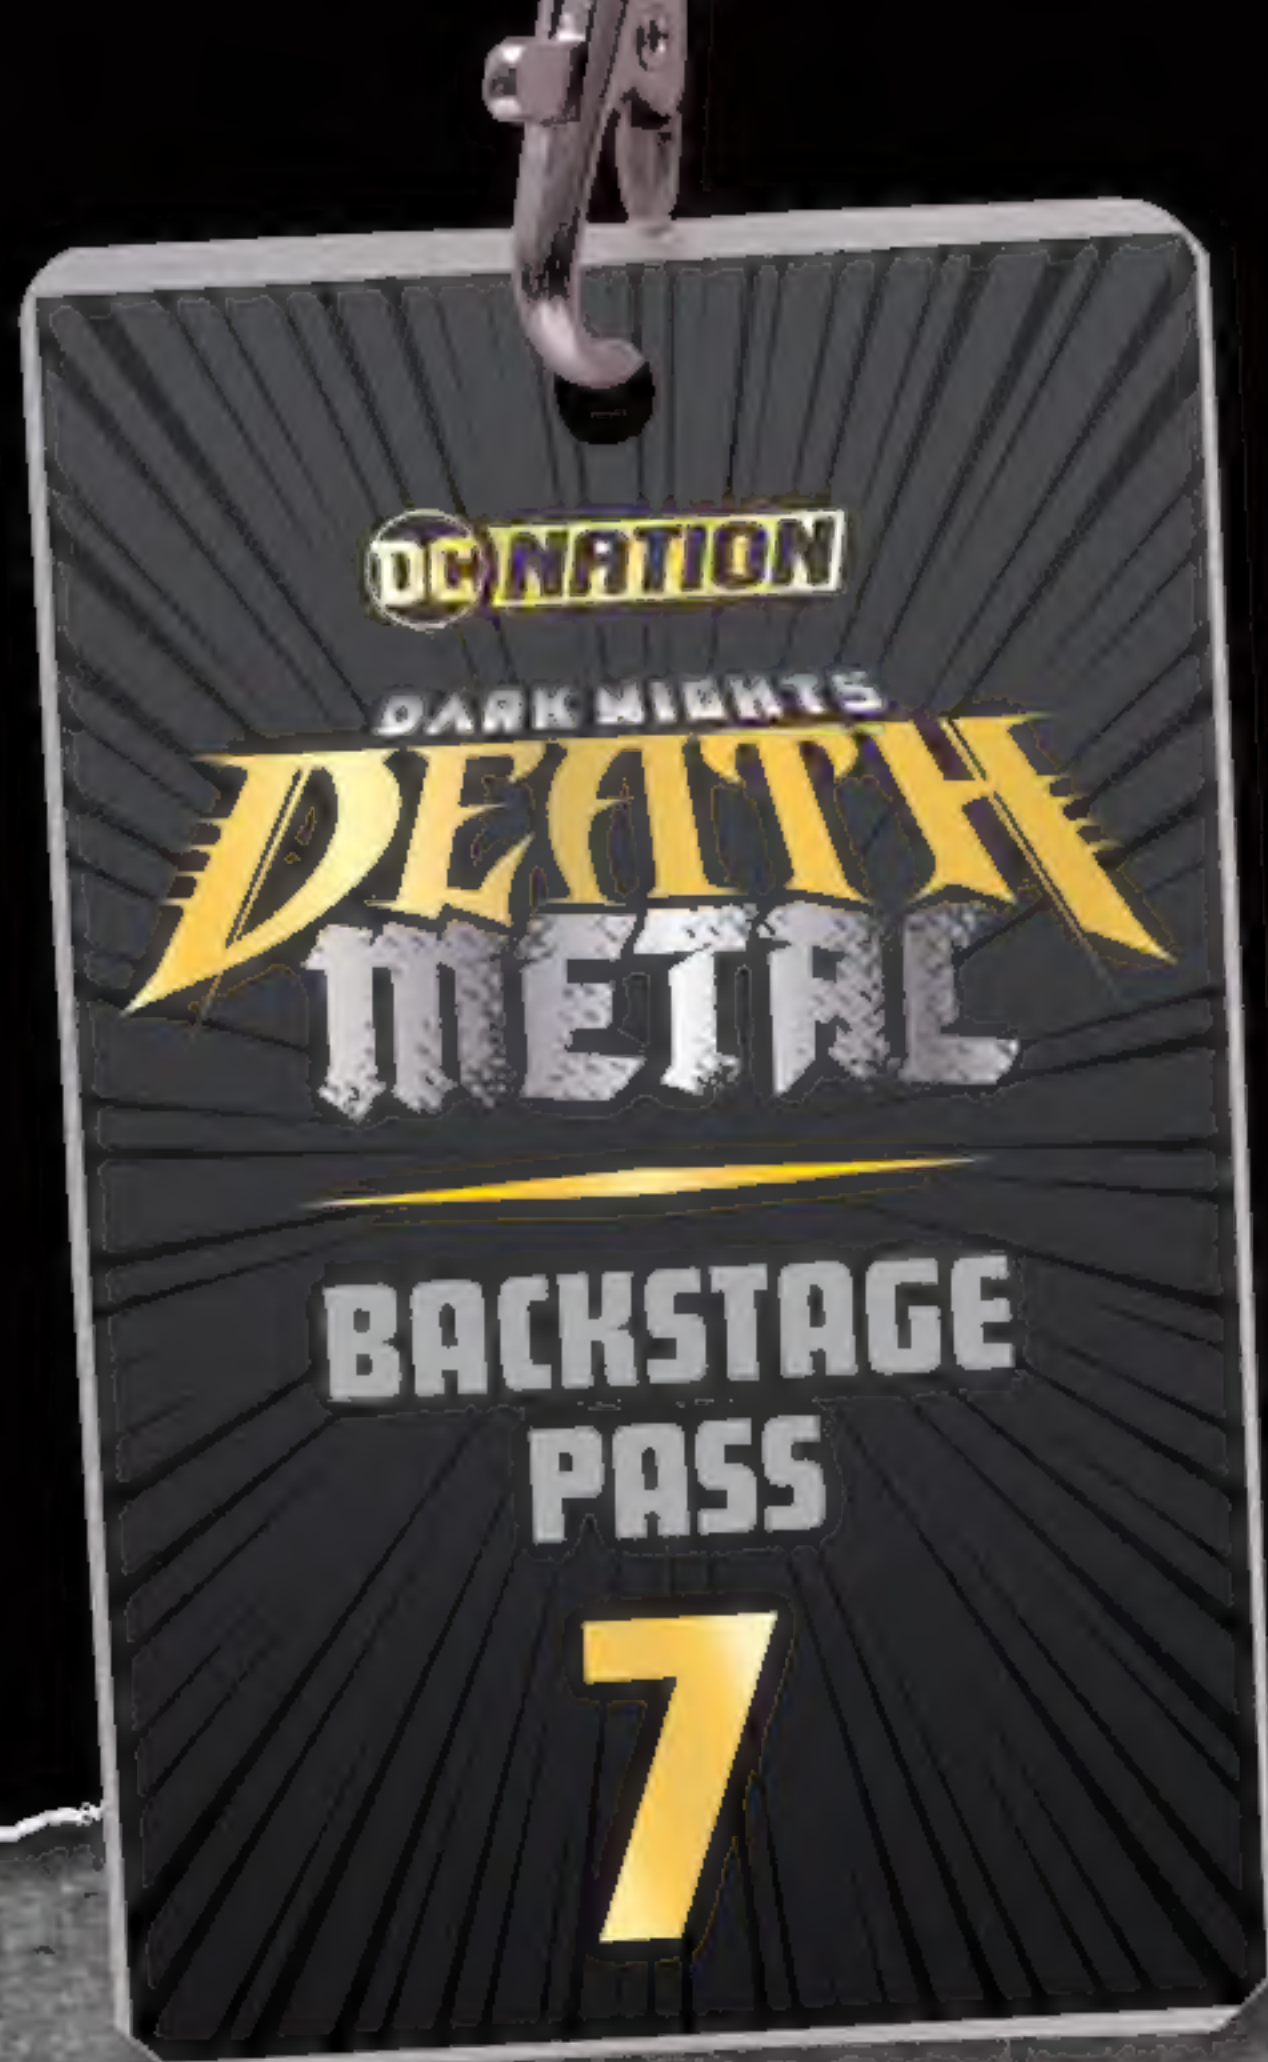 DC NATION
DARK NIGHTS
DEATH
METAL
BACKSTAGE
PASS
7